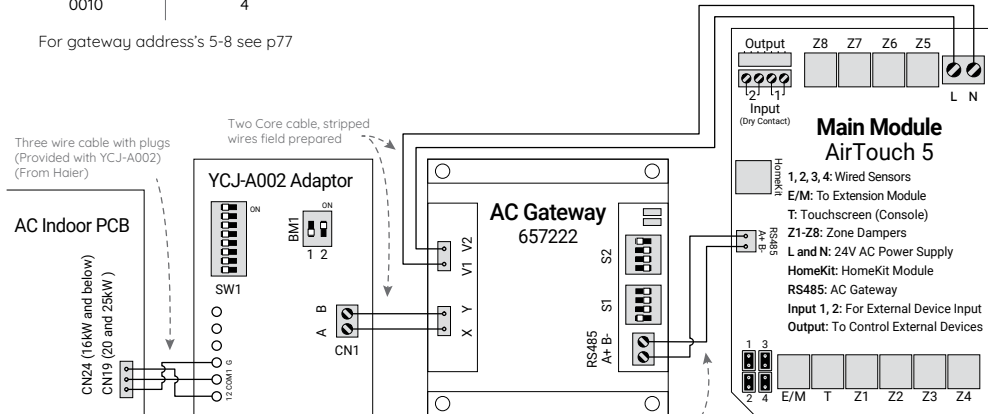 0010 4
For gateway address's 5-8 see p77
Three wire cable with plugs
(Provided with YCJ-A002)
(From Haier)
Two Core cable, stripped
wires field prepared
AC Indoor PCB
CN24 (16kW and below)
CN19 (20 and 25kW )
YCJ-A002 Adaptor
ON
SW1
BM1
ON
1 2
B
A
CN1
G
COM1
12
AC Gateway
657222
V2
V1
Y
X
S2
S1
RS485
A+ B-
Output
2 1
Input
(Dry Contact)
Z8 Z7 Z6 Z5
L N
Main Module
AirTouch 5
HomeKit
RS485
A+ B-
1, 2, 3, 4: Wired Sensors
E/M: To Extension Module
T: Touchscreen (Console)
Z1-Z8: Zone Dampers
L and N: 24V AC Power Supply
HomeKit: HomeKit Module
RS485: AC Gateway
Input 1, 2: For External Device Input
Output: To Control External Devices
1 3
2 4
E/M T Z1 Z2 Z3 Z4